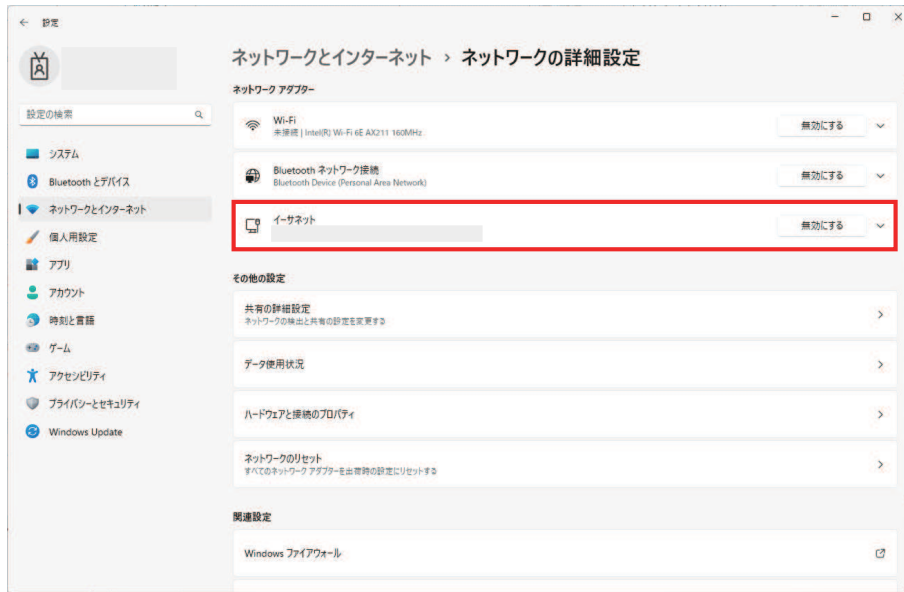 設定
ネットワークとインターネット › ネットワークの詳細設定
設定の検索
システム
Bluetooth とデバイス
ネットワークとインターネット
個人用設定
アプリ
アカウント
時刻と言語
ゲーム
アクセシビリティ
プライバシーとセキュリティ
Windows Update
ネットワーク アダプター
Wi-Fi
未接続 | Intel(R) Wi-Fi 6E AX211 160MHz
無効にする
Bluetooth ネットワーク接続
Bluetooth Device (Personal Area Network)
無効にする
イーサネット
無効にする
その他の設定
共有の詳細設定
ネットワークの検出と共有の設定を変更する
データ使用状況
ハードウェアと接続のプロパティ
ネットワークのリセット
すべてのネットワーク アダプターを出荷時の設定にリセットする
関連設定
Windows ファイアウォール